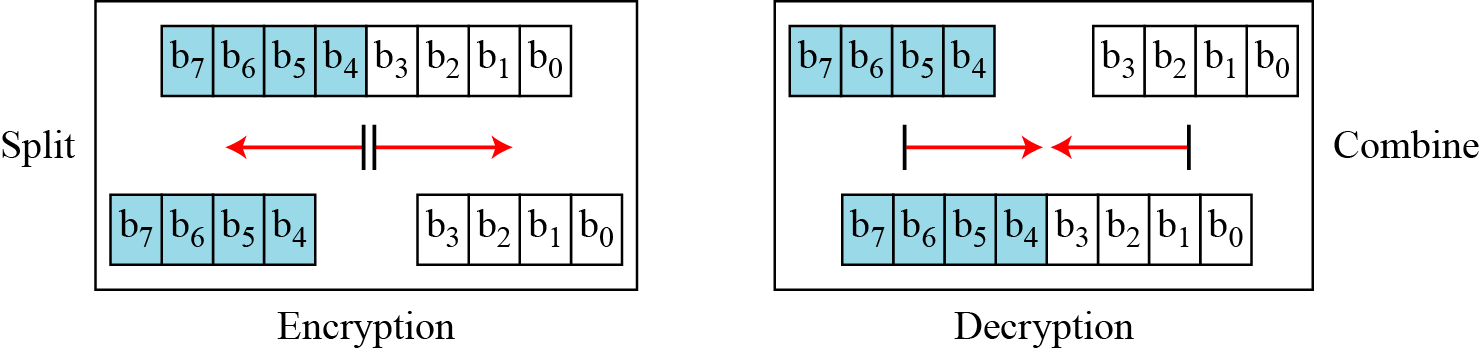 b₇ b₆ b₅ b₄ b₃ b₂ b₁ b₀
b₇ b₆ b₅ b₄ b₃ b₂ b₁ b₀
Split
Combine
b₇ b₆ b₅ b₄ b₃ b₂ b₁ b₀
b₇ b₆ b₅ b₄ b₃ b₂ b₁ b₀
Encryption
Decryption